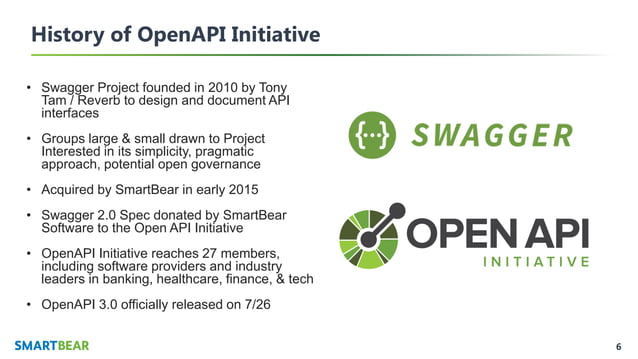 History of OpenAPI Initiative
• Swagger Project founded in 2010 by Tony
Tam / Reverb to design and document API
interfaces
• Groups large & small drawn to Project
Interested in its simplicity, pragmatic
approach, potential open governance
• Acquired by SmartBear in early 2015
• Swagger 2.0 Spec donated by SmartBear
Software to the Open API Initiative
• OpenAPI Initiative reaches 27 members,
including software providers and industry
leaders in banking, healthcare, finance, & tech
• OpenAPI 3.0 officially released on 7/26
{···} SWAGGER
OPEN API
INITIATIVE
SMARTBEAR
6